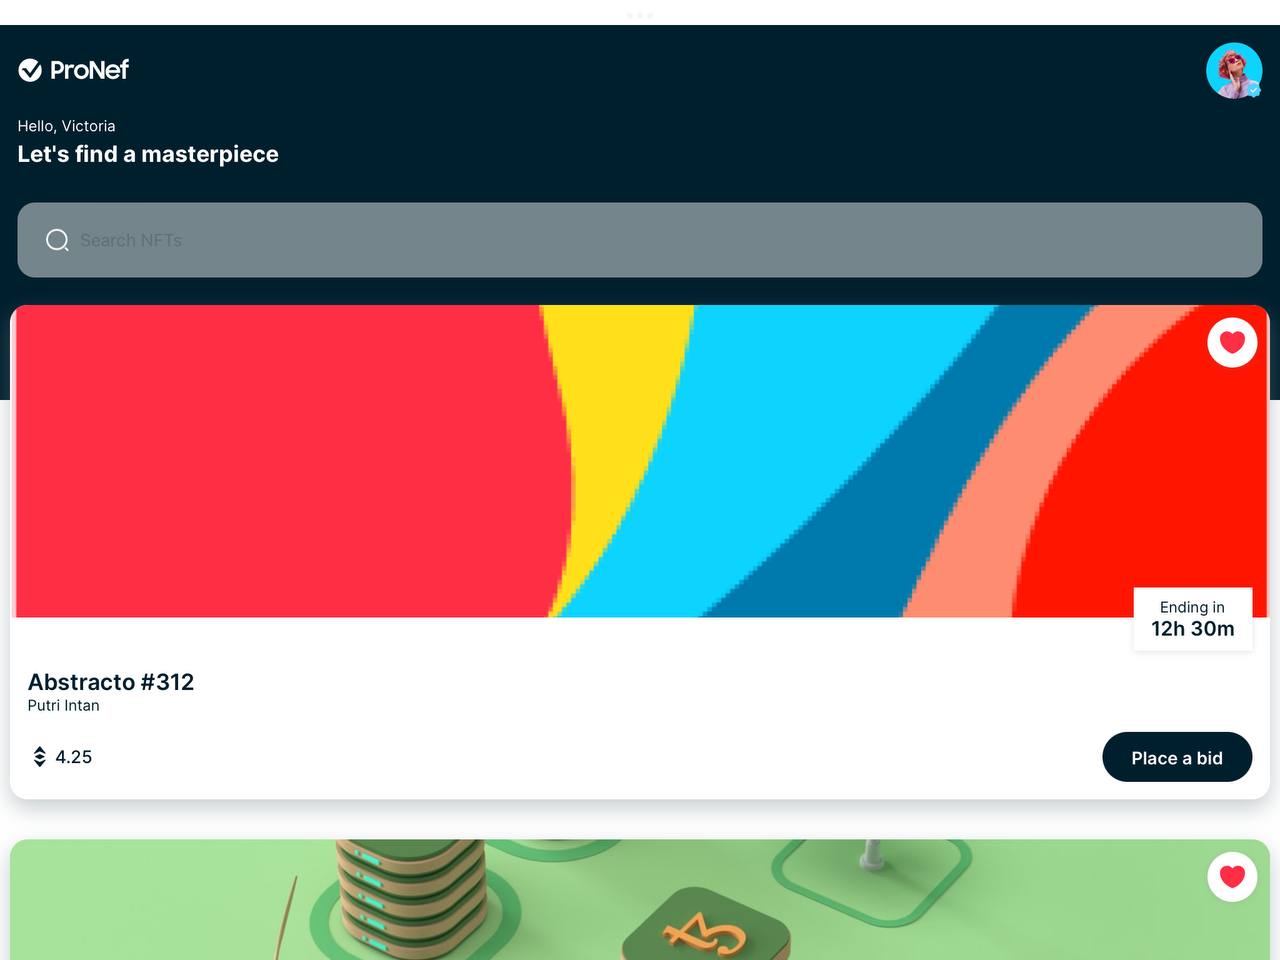 ProNef
Hello, Victoria
Let's find a masterpiece
Search NFTs
Ending in
12h 30m
Abstracto #312
Putri Intan
4.25
Place a bid